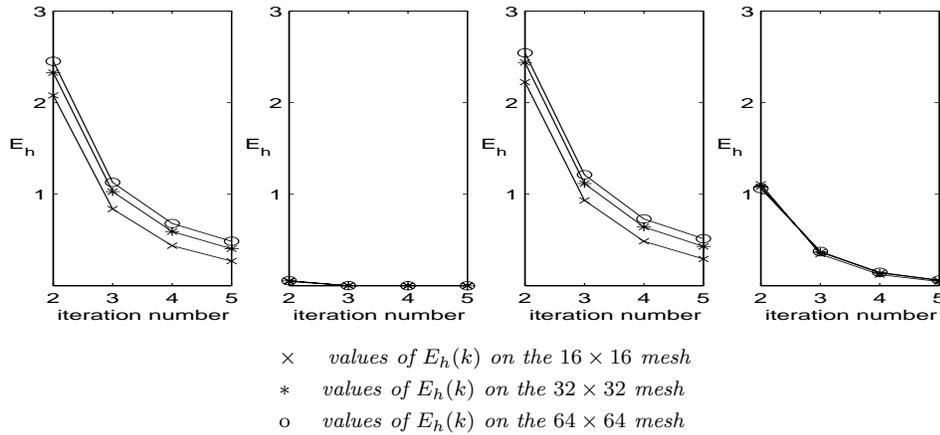 3
2
1
E_h
2 3 4 5
iteration number
3
2
1
E_h
2 3 4 5
iteration number
3
2
1
E_h
2 3 4 5
iteration number
3
2
1
E_h
2 3 4 5
iteration number
× values of E_h(k) on the 16 × 16 mesh
* values of E_h(k) on the 32 × 32 mesh
o values of E_h(k) on the 64 × 64 mesh